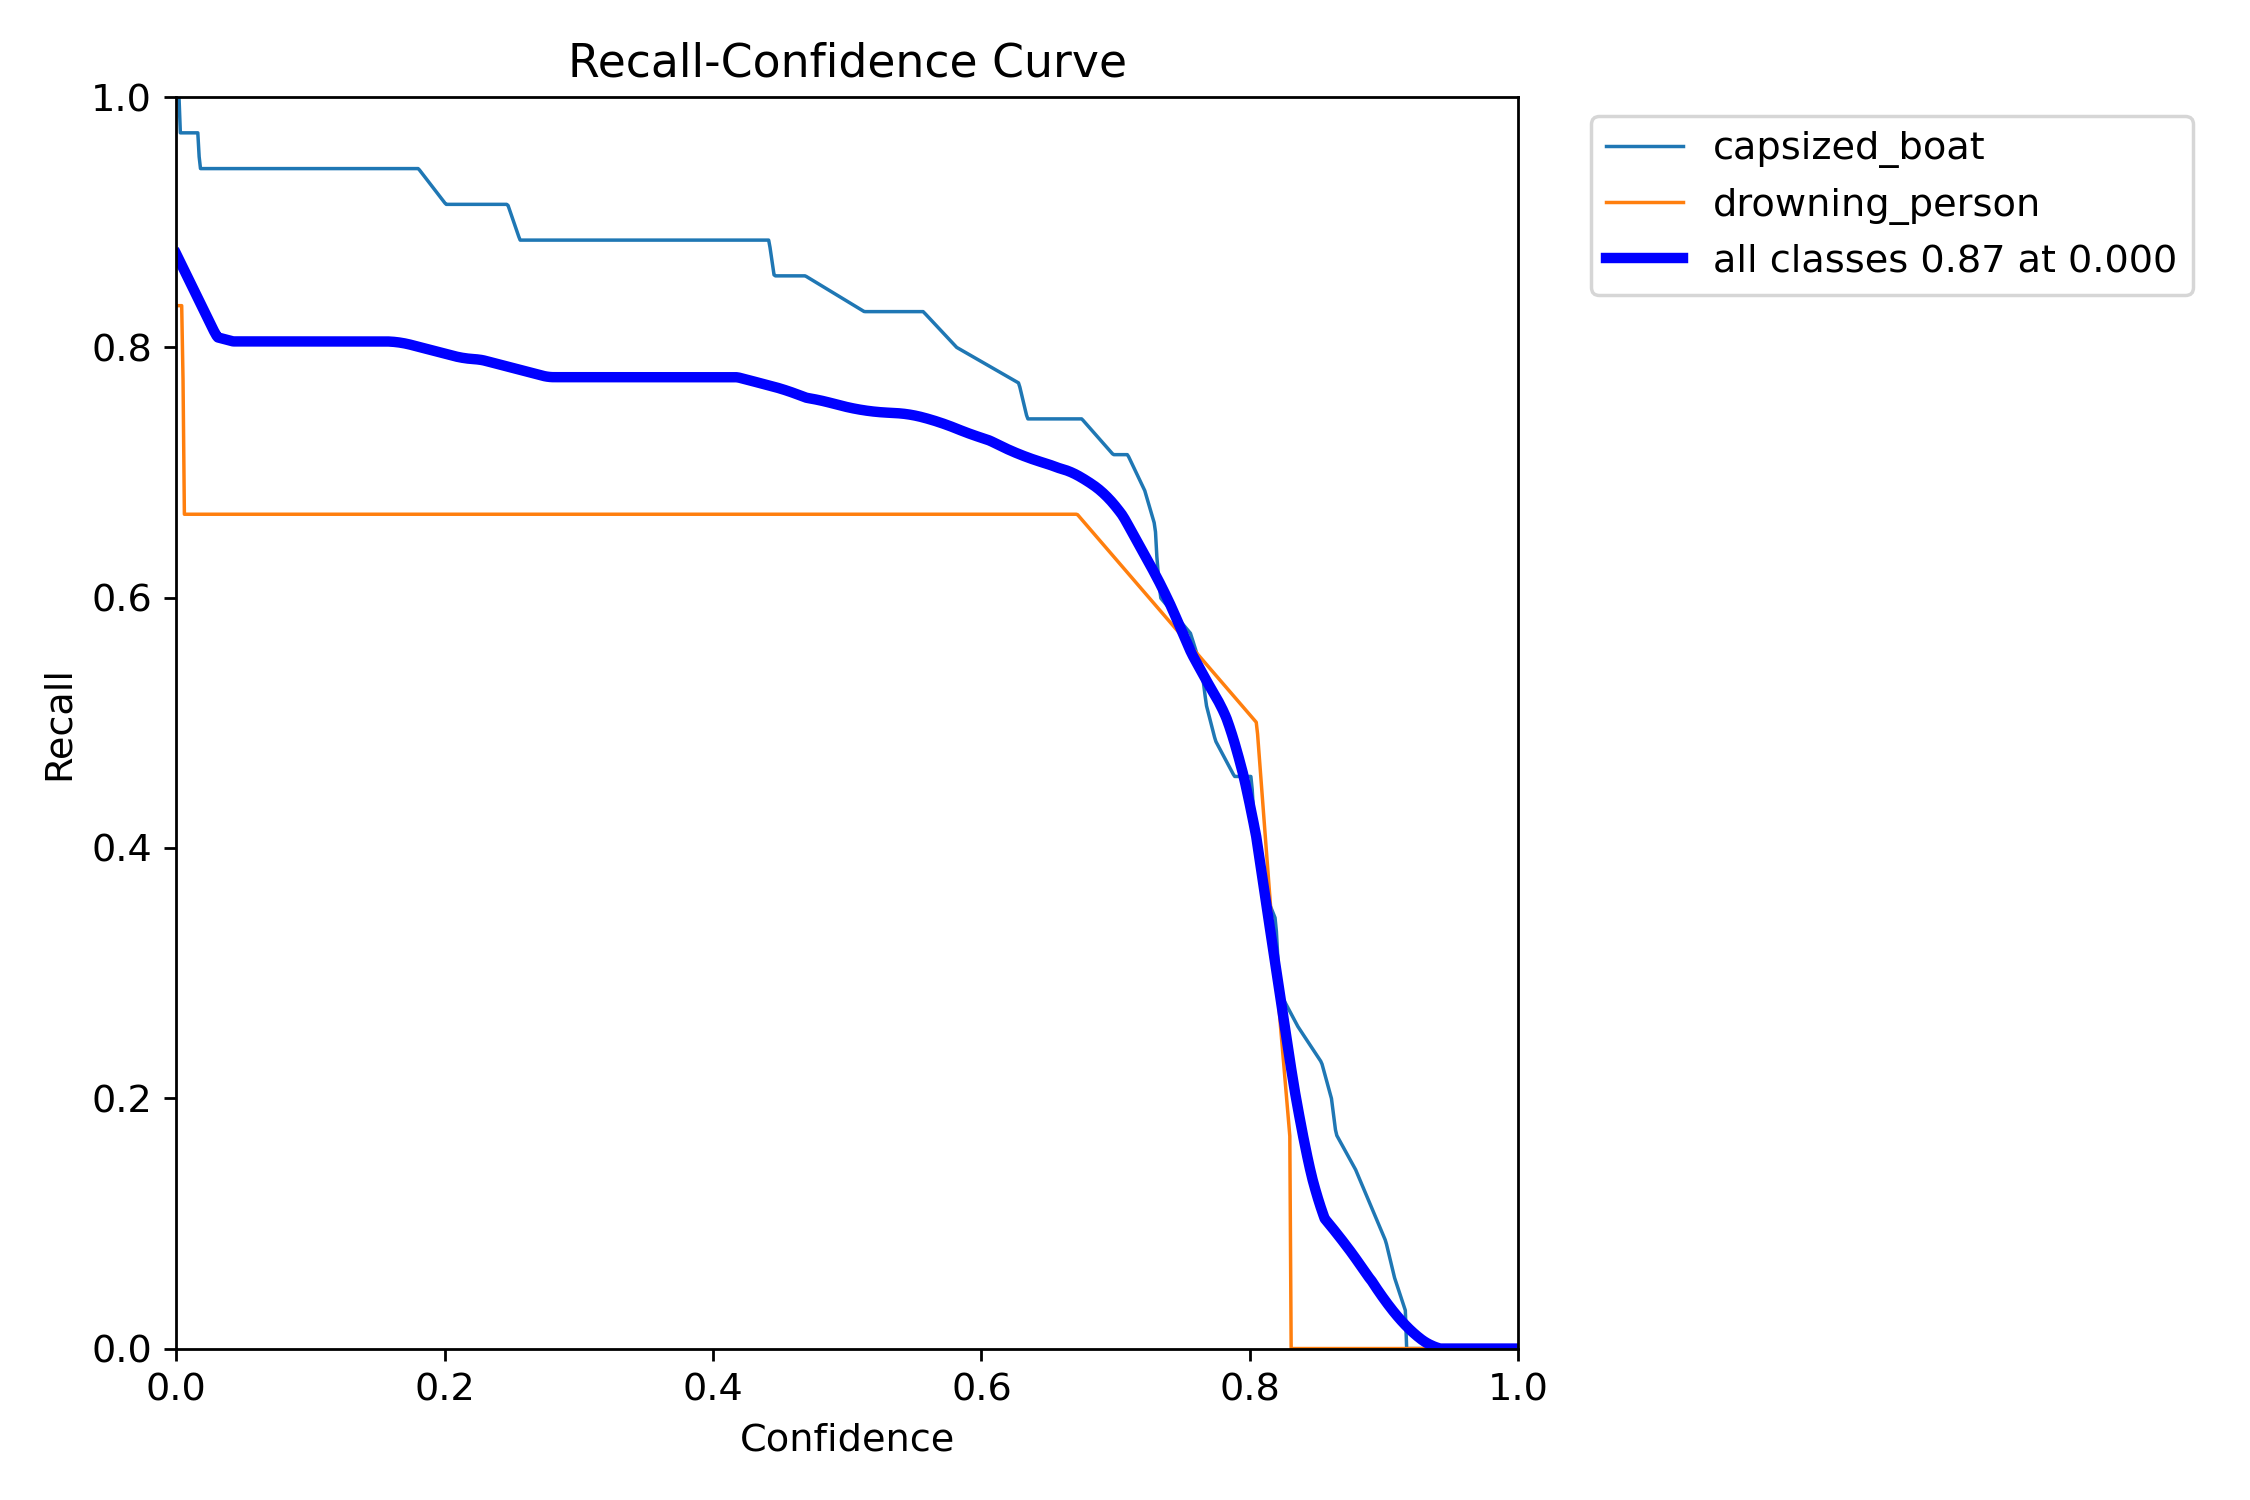 Recall-Confidence Curve
1.0
0.8
0.6
0.4
0.2
0.0
Recall
0.0 0.2 0.4 0.6 0.8 1.0
Confidence
capsized_boat
drowning_person
all classes 0.87 at 0.000